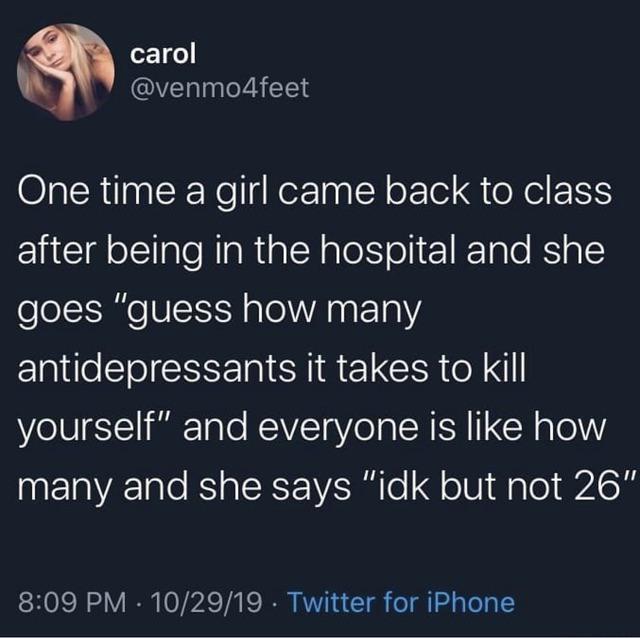 carol
@venmo4feet
One time a girl came back to class
after being in the hospital and she
goes "guess how many
antidepressants it takes to kill
yourself" and everyone is like how
many and she says "idk but not 26"
8:09 PM · 10/29/19 · Twitter for iPhone